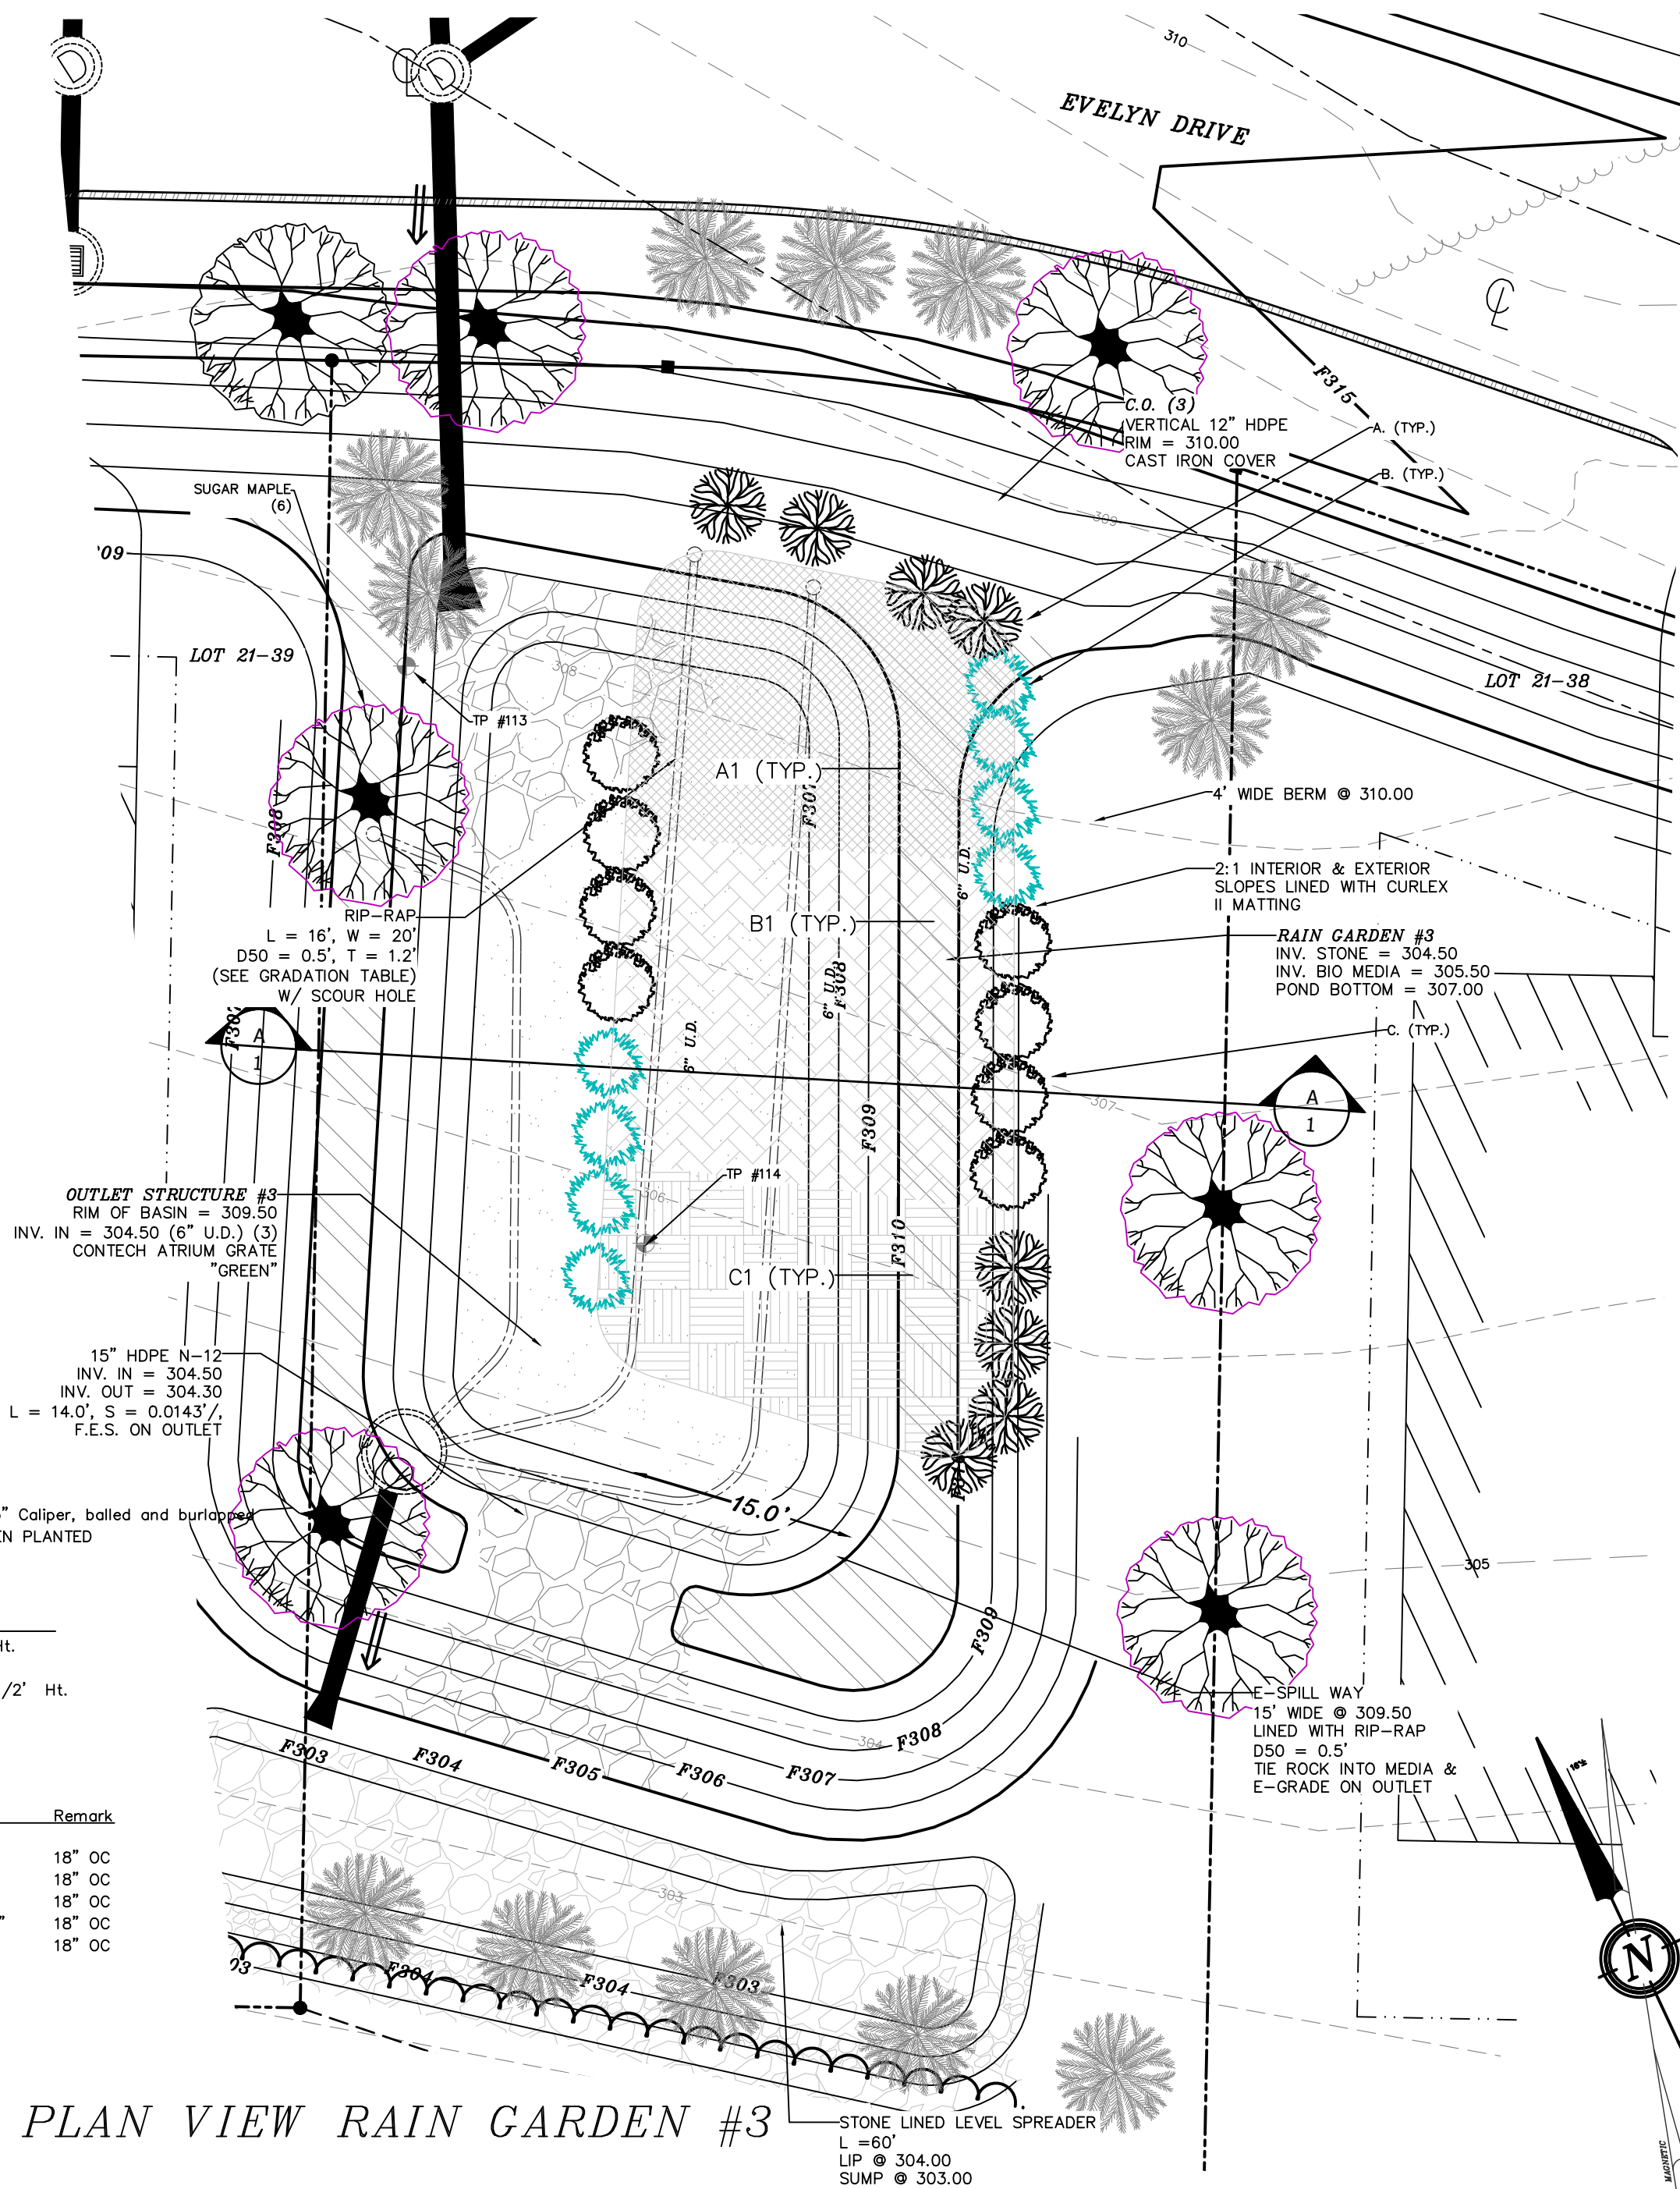 310
EVELYN DRIVE
F315
C.O. (3)
VERTICAL 12" HDPE
RIM = 310.00
CAST IRON COVER
A. (TYP.)
B. (TYP.)
SUGAR MAPLE
(6)
309
'09
LOT 21-39
308
LOT 21-38
TP #113
A1 (TYP.)
F307
F308
4' WIDE BERM @ 310.00
6" U.D.
2:1 INTERIOR & EXTERIOR
SLOPES LINED WITH CURLEX
II MATTING
RIP-RAP
L = 16', W = 20'
D50 = 0.5', T = 1.2'
(SEE GRADATION TABLE)
W/ SCOUR HOLE
B1 (TYP.)
RAIN GARDEN #3
INV. STONE = 304.50
INV. BIO MEDIA = 305.50
POND BOTTOM = 307.00
6" U.D.
F308
6" U.D.
C. (TYP.)
F307
A
1
A
1
307
F309
TP #114
306
OUTLET STRUCTURE #3
RIM OF BASIN = 309.50
INV. IN = 304.50 (6" U.D.) (3)
CONTECH ATRIUM GRATE
"GREEN"
F310
C1 (TYP.)
15" HDPE N-12
INV. IN = 304.50
INV. OUT = 304.30
L = 14.0', S = 0.0143'/,
F.E.S. ON OUTLET
15.0'
" Caliper, balled and burlapped
EN PLANTED
305
F309
Ht.
/2' Ht.
E-SPILL WAY
15' WIDE @ 309.50
LINED WITH RIP-RAP
D50 = 0.5'
TIE ROCK INTO MEDIA &
E-GRADE ON OUTLET
304
F308
F303
F304
F305
F306
F307
Remark
18" OC
18" OC
18" OC
" 18" OC
18" OC
303
03
F304
F304
F303
N
MAGNETIC
PLAN VIEW RAIN GARDEN #3
STONE LINED LEVEL SPREADER
L =60'
LIP @ 304.00
SUMP @ 303.00